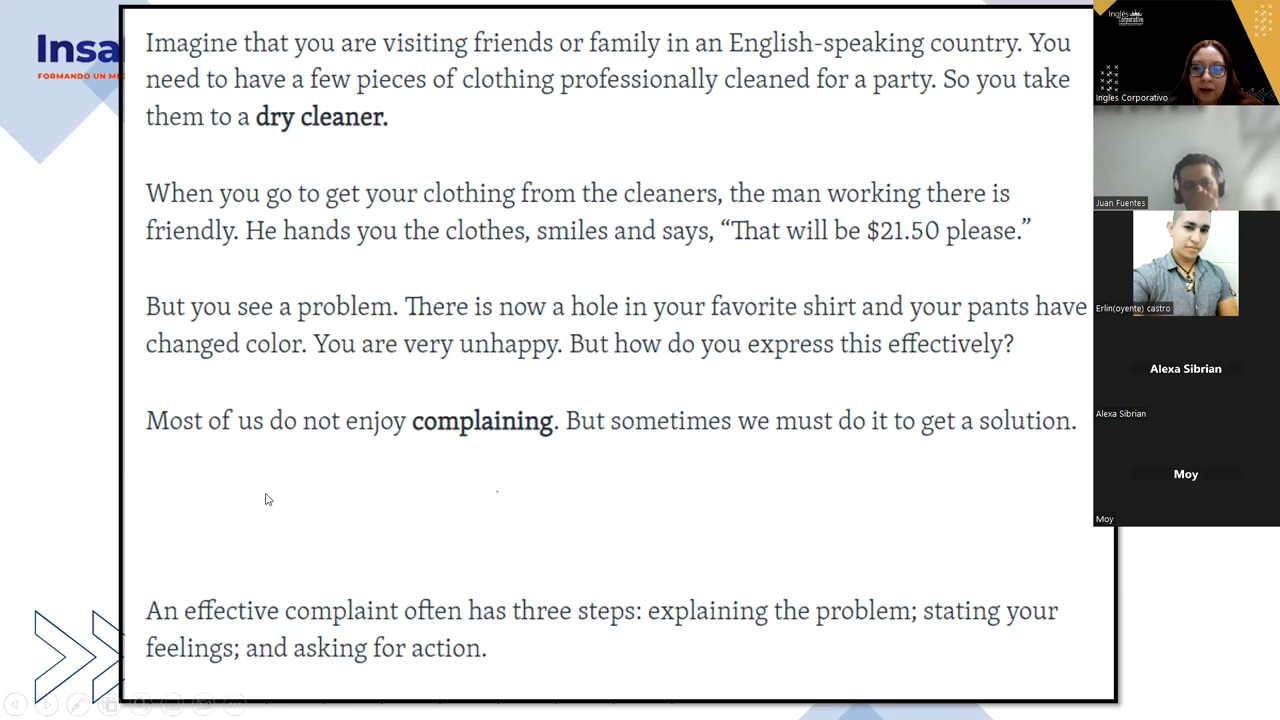 Insa
FORMANDO UN M
Imagine that you are visiting friends or family in an English-speaking country. You
need to have a few pieces of clothing professionally cleaned for a party. So you take
them to a dry cleaner.
When you go to get your clothing from the cleaners, the man working there is
friendly. He hands you the clothes, smiles and says, “That will be $21.50 please.”
But you see a problem. There is now a hole in your favorite shirt and your pants have
changed color. You are very unhappy. But how do you express this effectively?
Most of us do not enjoy complaining. But sometimes we must do it to get a solution.
An effective complaint often has three steps: explaining the problem; stating your
feelings; and asking for action.
Inglés
Corporativo
Ingles Corporativo
Juan Fuentes
Erlin(oyente) castro
Alexa Sibrian
Alexa Sibrian
Moy
Moy